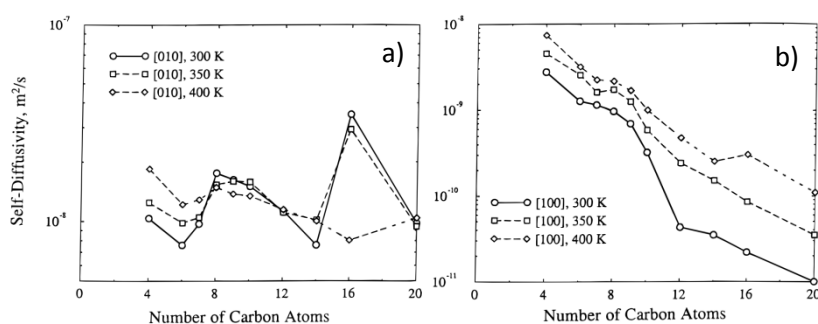 10⁻⁷
a)
[010], 300 K
[010], 350 K
[010], 400 K
Self-Diffusivity, m²/s
10⁻⁸
0 4 8 12 16 20
Number of Carbon Atoms
10⁻⁸
b)
10⁻⁹
10⁻¹⁰
[100], 300 K
[100], 350 K
[100], 400 K
10⁻¹¹
0 4 8 12 16 20
Number of Carbon Atoms